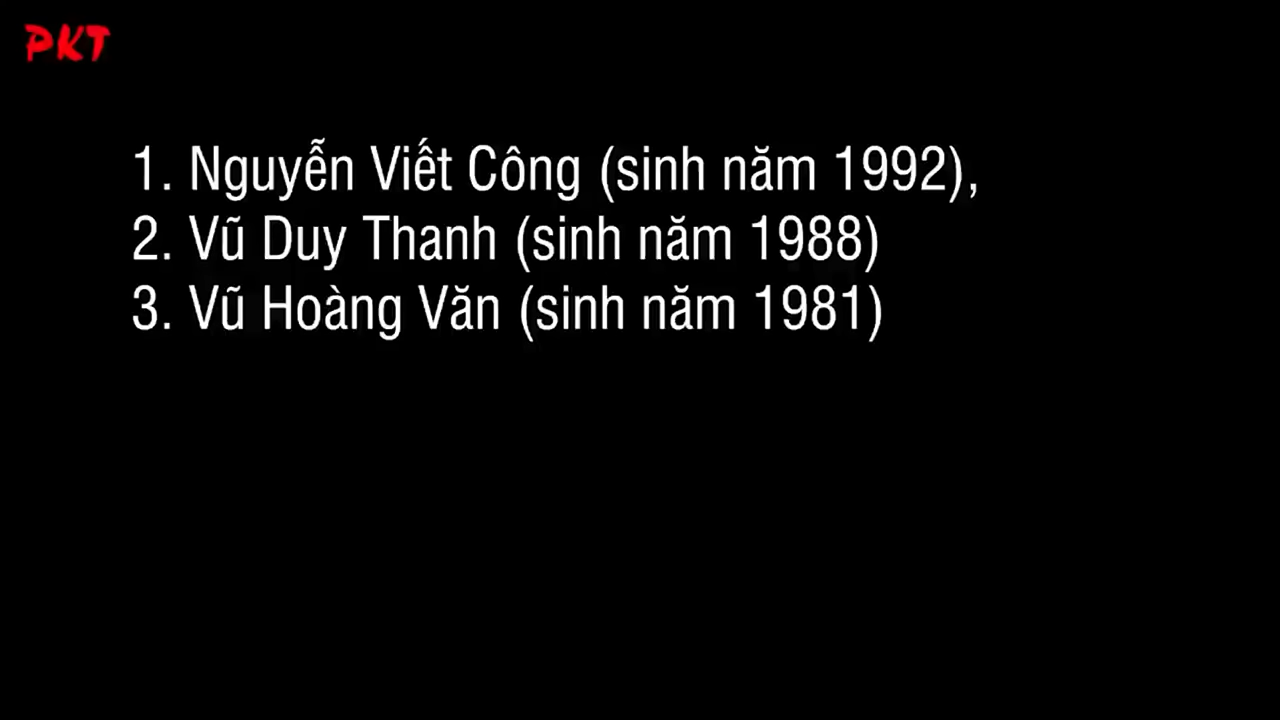 PKT
1. Nguyễn Viết Công (sinh năm 1992),
2. Vũ Duy Thanh (sinh năm 1988)
3. Vũ Hoàng Văn (sinh năm 1981)